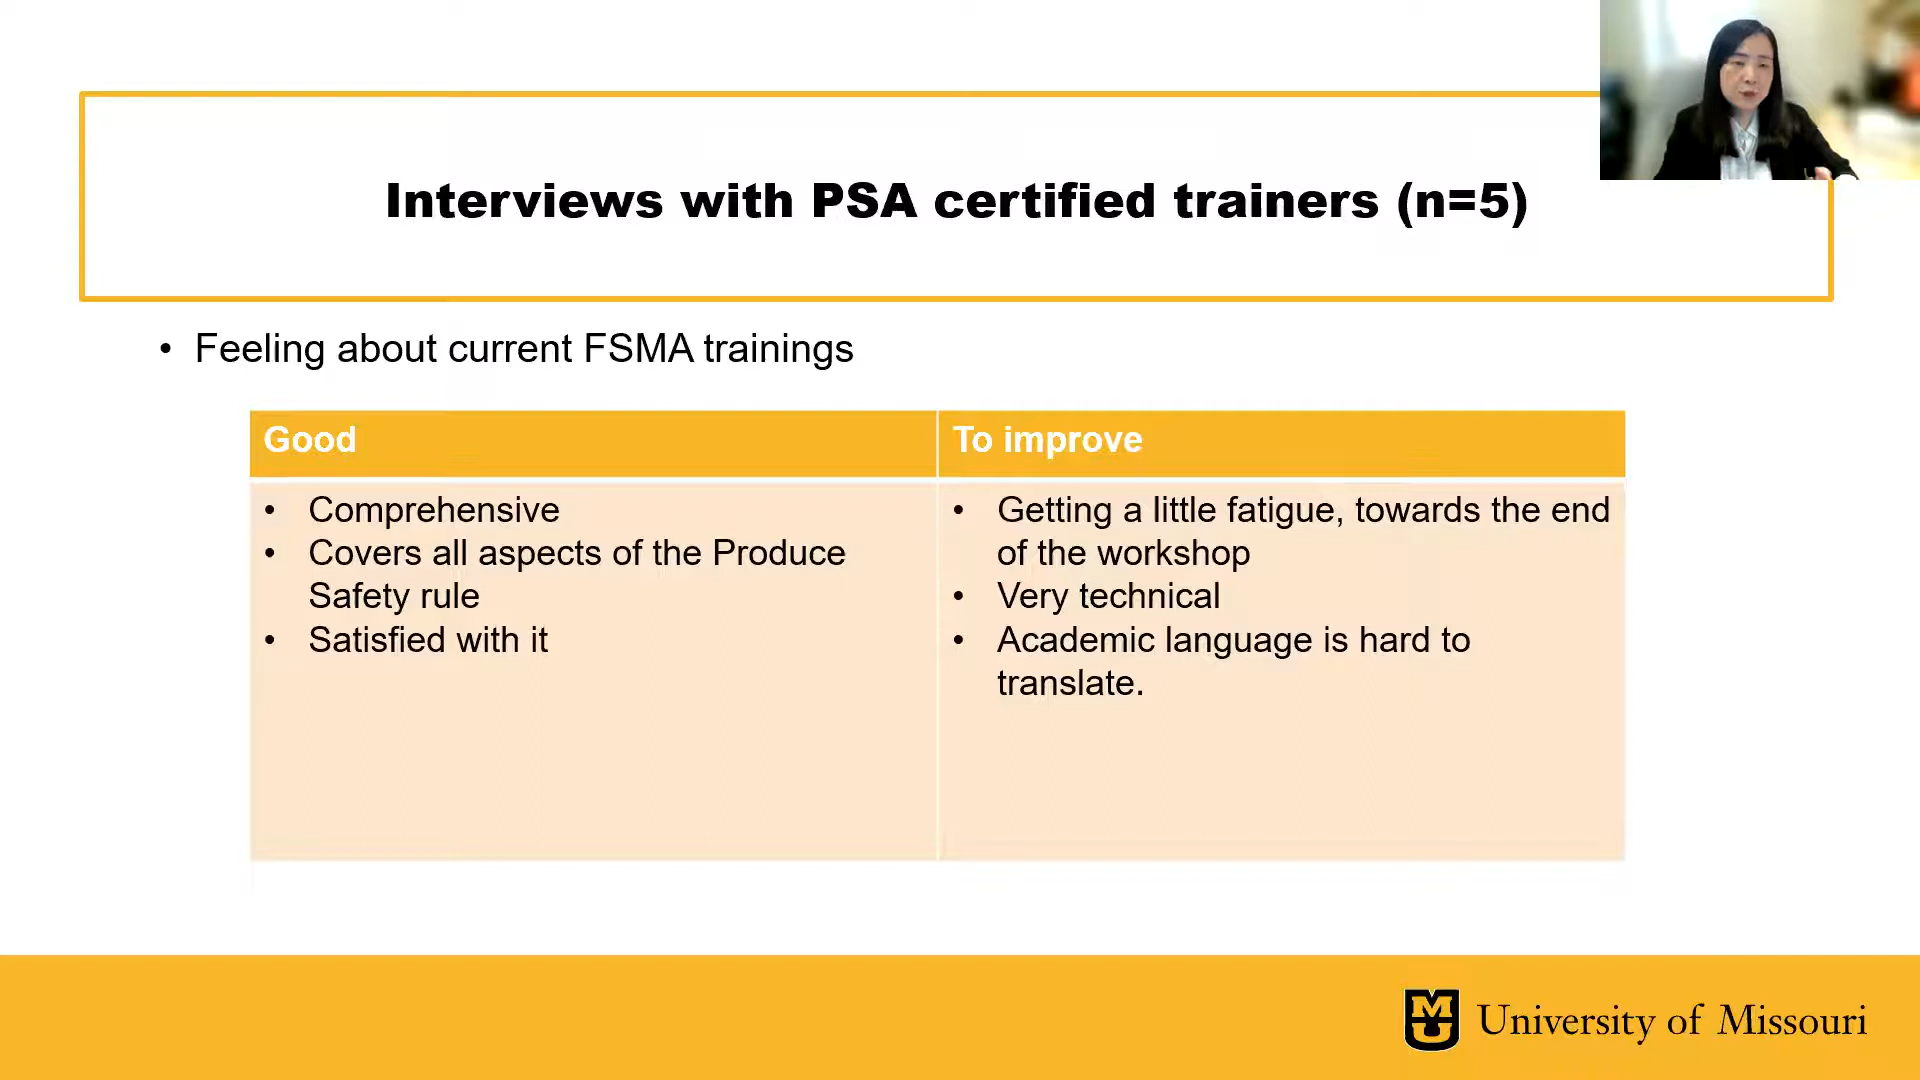 Interviews with PSA certified trainers (n=5)
• Feeling about current FSMA trainings
Good
• Comprehensive
• Covers all aspects of the Produce
Safety rule
• Satisfied with it
To improve
• Getting a little fatigue, towards the end
of the workshop
• Very technical
• Academic language is hard to
translate.
MU University of Missouri